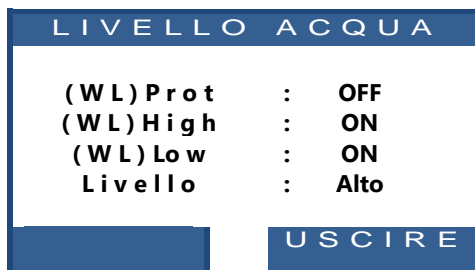 LIVELLO ACQUA
(WL)Prot : OFF
(WL)High : ON
(WL)Low : ON
Livello : Alto
USCIRE